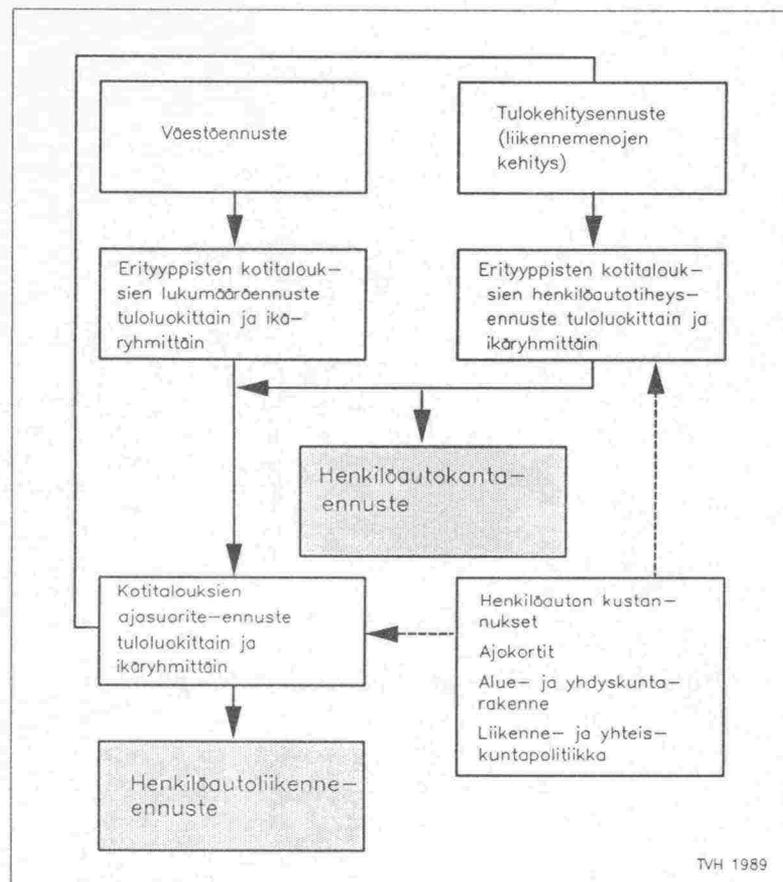 Väestöennuste
Tulokehitysennuste
(liikennemenojen
kehitys)
Erityyppisten kotitalouk-
sien lukumääräennuste
tuloluokittain ja ikä-
ryhmittäin
Erityyppisten kotitalouk-
sien henkilöautotiheys-
ennuste tuloluokittain ja
ikäryhmittäin
Henkilöautokanta-
ennuste
Kotitalouksien
ajosuorite-ennuste
tuloluokittain ja
ikäryhmittäin
Henkilöauton kustan-
nukset
Ajokortit
Alue- ja yhdyskunta-
rakenne
Liikenne- ja yhteis-
kuntapolitiikka
Henkilöautoliikenne-
ennuste
TVH 1989